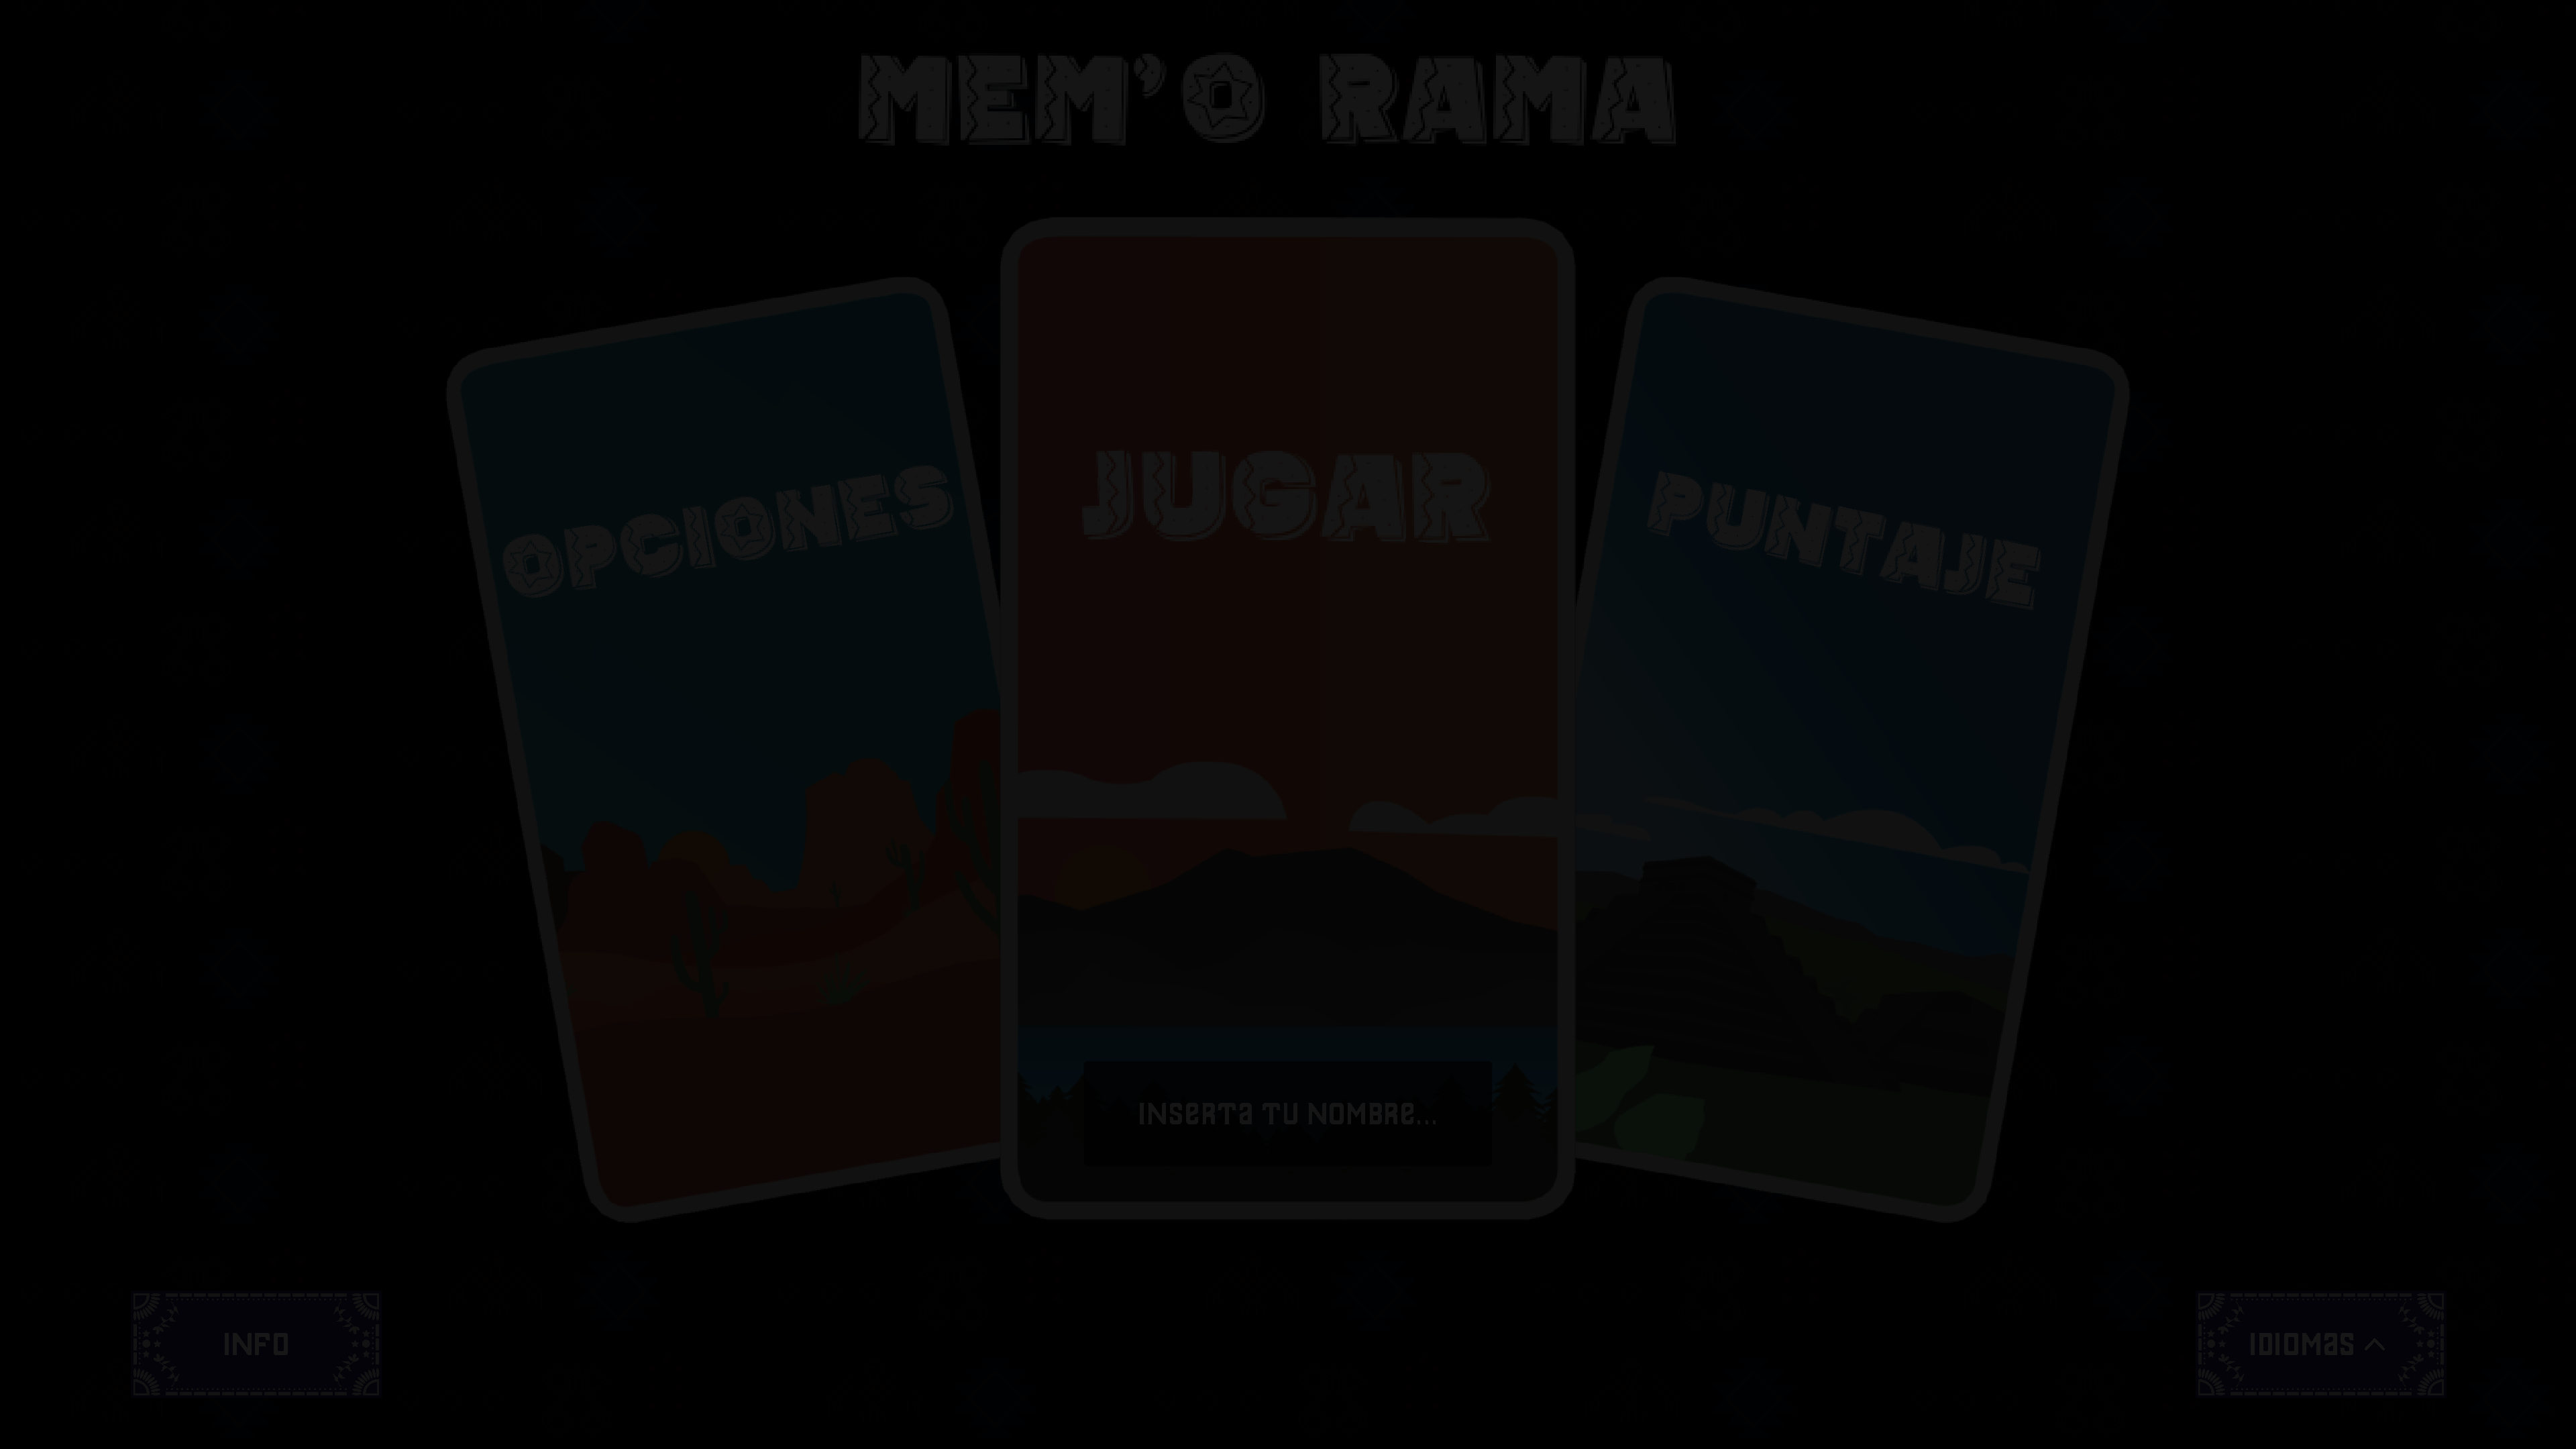 MEM'O RAMA
OPCIONES
JUGAR
PUNTAJE
INSERTA TU NOMBRE...
INFO
IDIOMAS ^